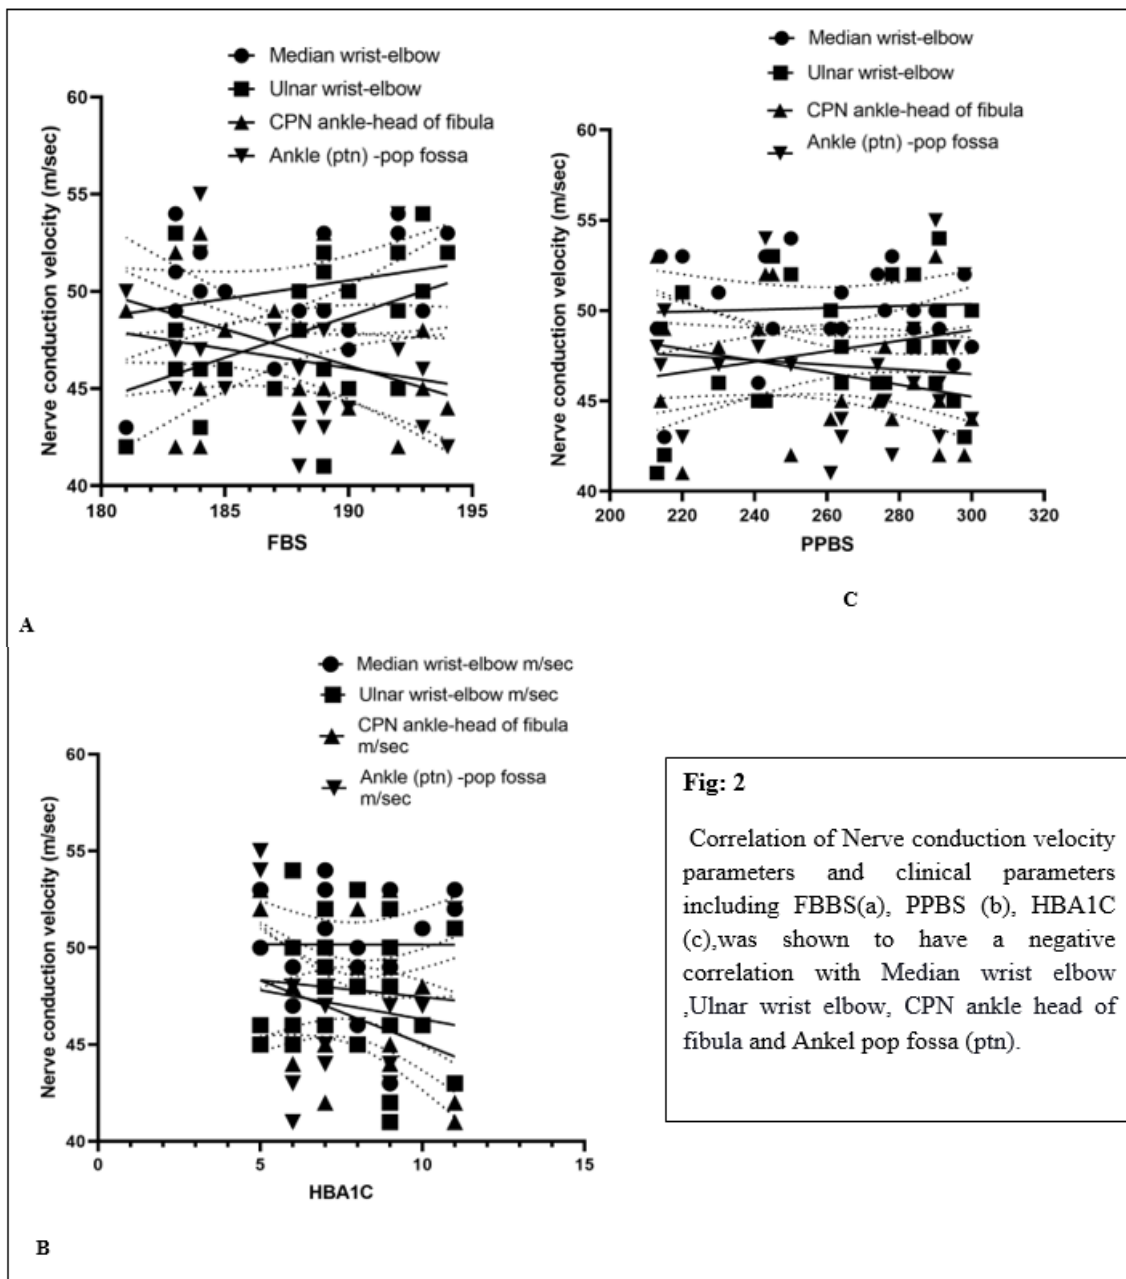 Median wrist-elbow
Ulnar wrist-elbow
CPN ankle-head of fibula
Ankle (ptn) -pop fossa
Nerve conduction velocity (m/sec)
60
55
50
45
40
180
185
190
195
FBS
A
Median wrist-elbow
Ulnar wrist-elbow
CPN ankle-head of fibula
Ankle (ptn) -pop fossa
Nerve conduction velocity (m/sec)
60
55
50
45
40
200
220
240
260
280
300
320
PPBS
C
Median wrist-elbow m/sec
Ulnar wrist-elbow m/sec
CPN ankle-head of fibula
m/sec
Ankle (ptn) -pop fossa
m/sec
Nerve conduction velocity (m/sec)
60
55
50
45
40
0
5
10
15
HBA1C
B
Fig: 2
Correlation of Nerve conduction velocity
parameters and clinical parameters
including FBBS(a), PPBS (b), HBA1C
(c),was shown to have a negative
correlation with Median wrist elbow
,Ulnar wrist elbow, CPN ankle head of
fibula and Ankel pop fossa (ptn).